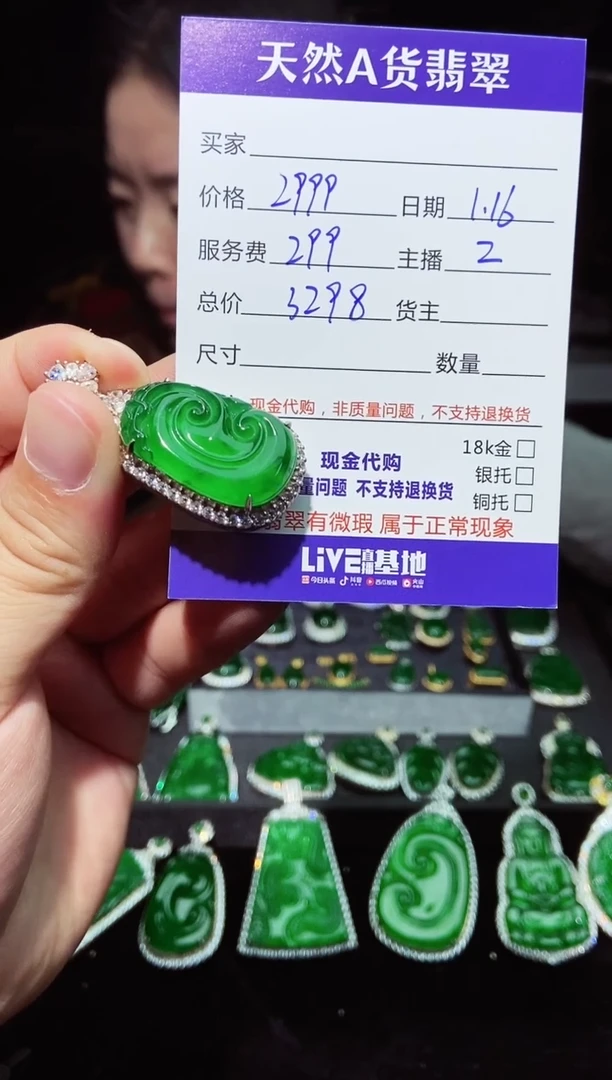 天然A货翡翠
买家
价格 2999 日期 1.16
服务费 299 主播 2
总价 3298 货主
尺寸 数量
现金代购，非质量问题，不支持退换货
18k金
现金代购
银托
量问题 不支持退换货
铜托
翡翠有微瑕 属于正常现象
LiVE直播基地
今日头条 抖音 西瓜视频 火山